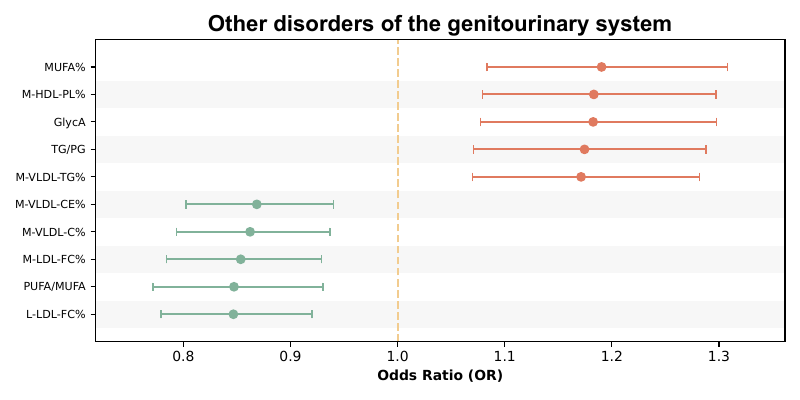 Other disorders of the genitourinary system
MUFA%
M-HDL-PL%
GlycA
TG/PG
M-VLDL-TG%
M-VLDL-CE%
M-VLDL-C%
M-LDL-FC%
PUFA/MUFA
L-LDL-FC%
0.8 0.9 1.0 1.1 1.2 1.3
Odds Ratio (OR)